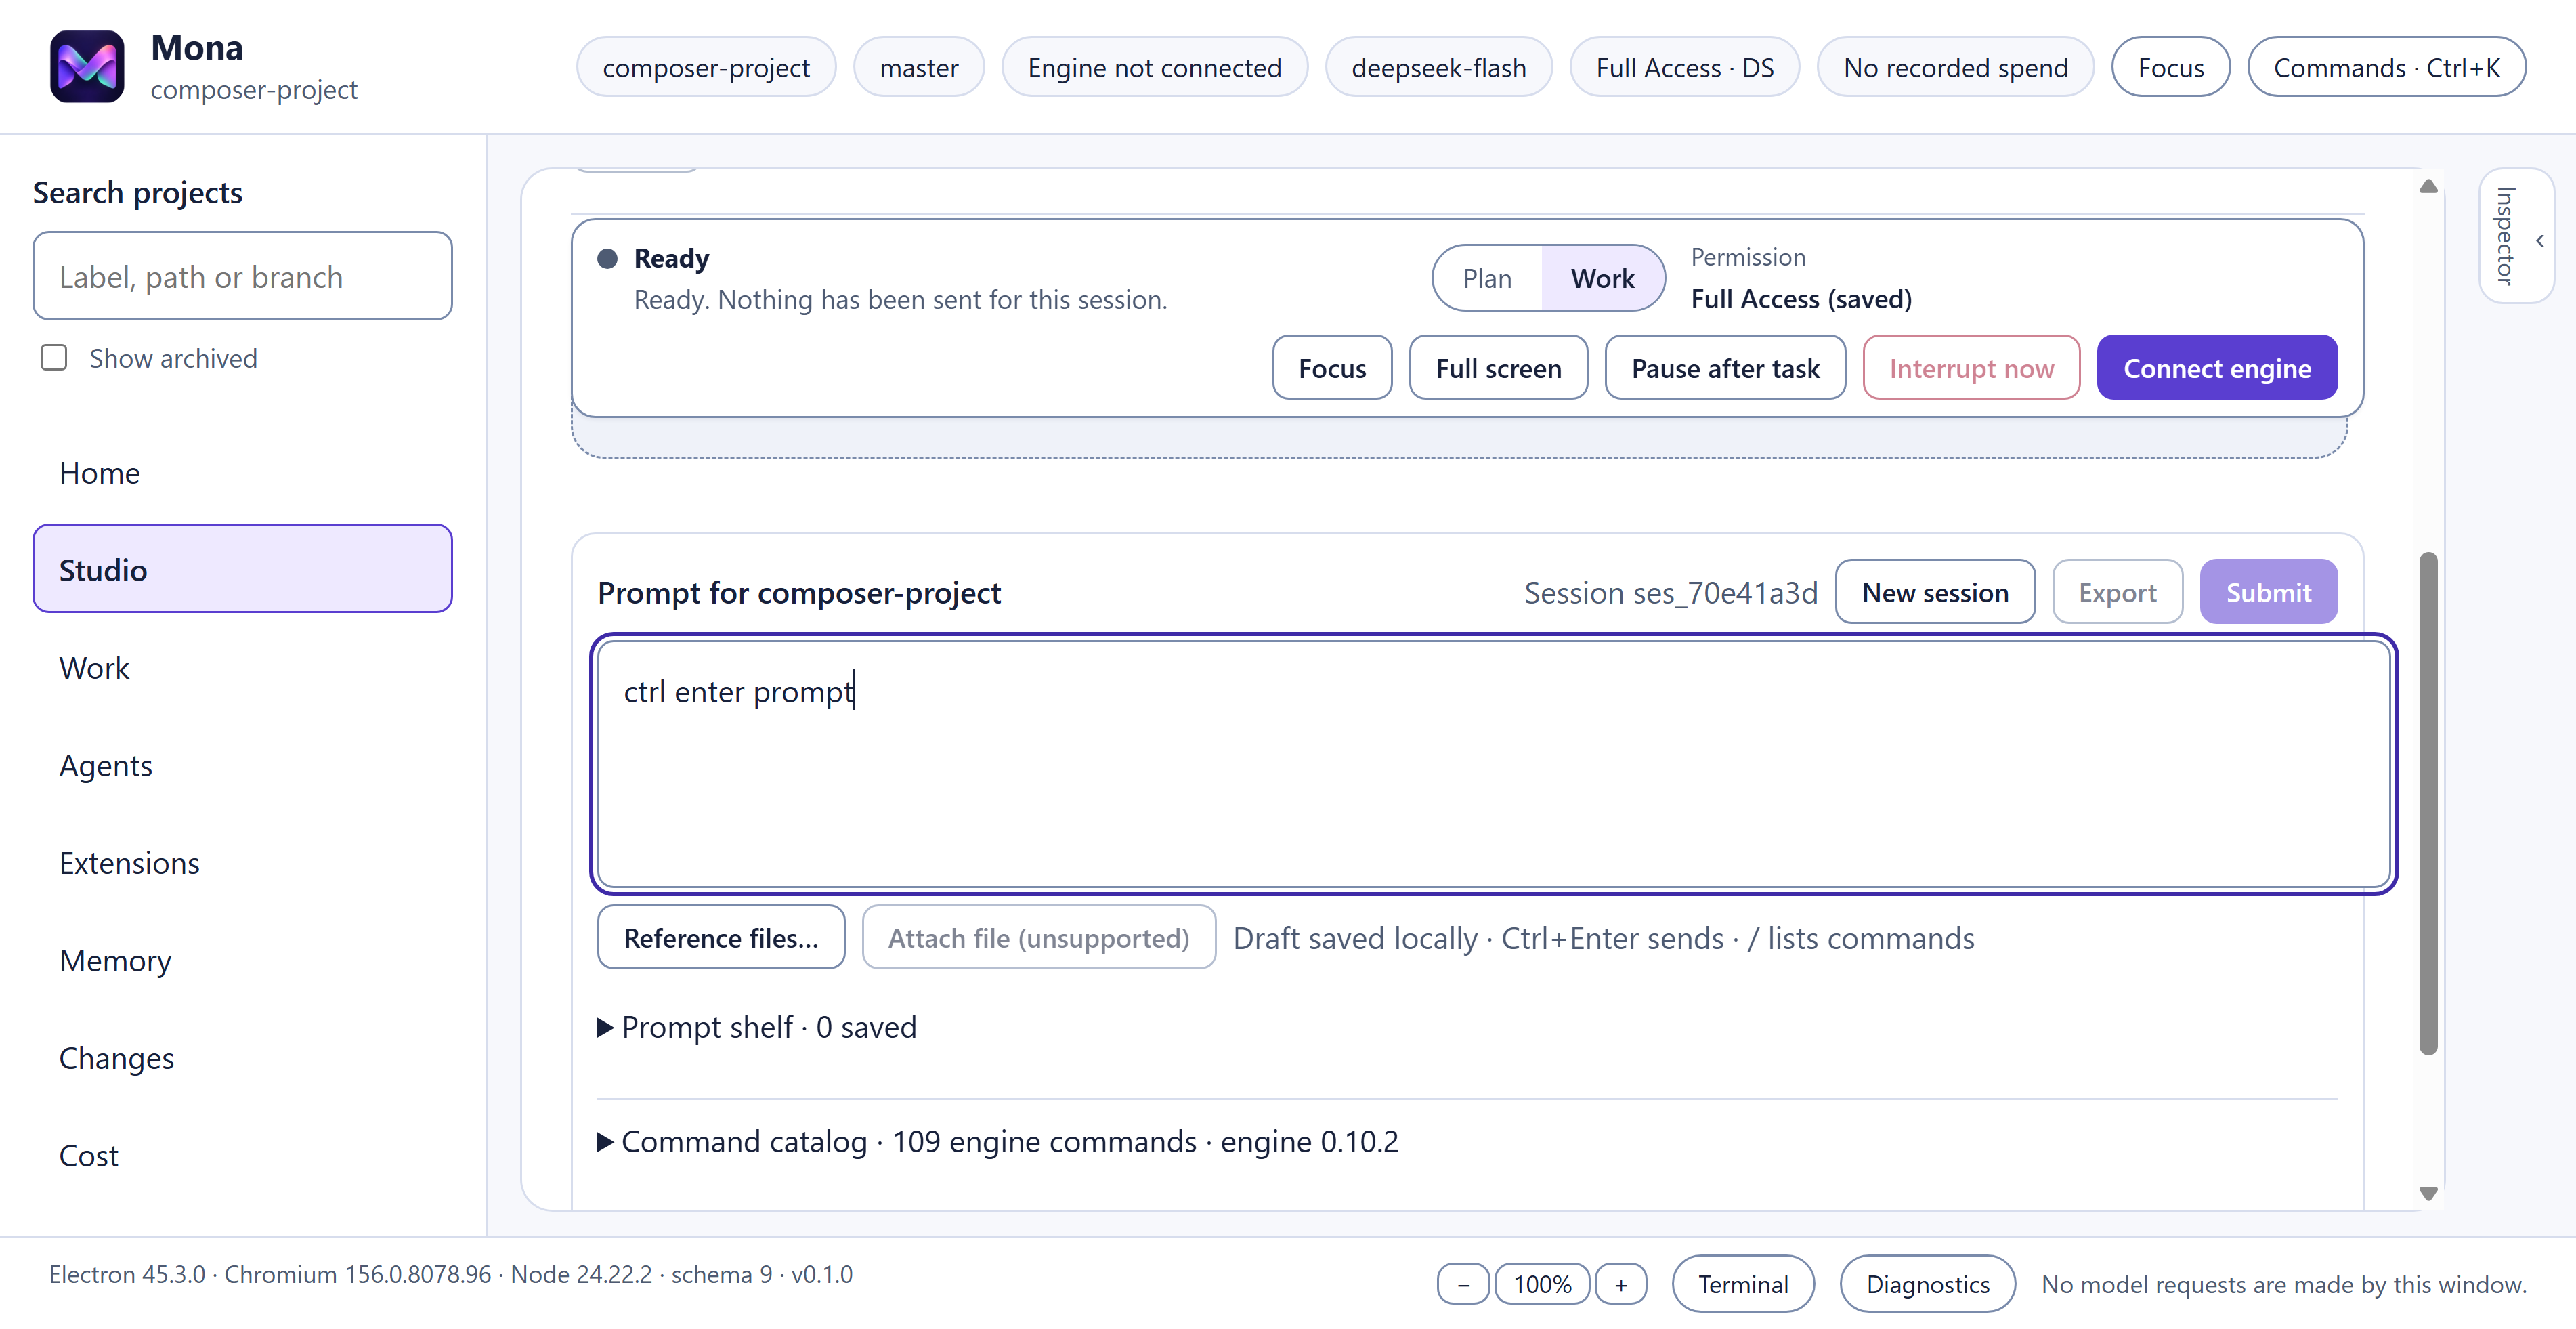 Mona
composer-project
composer-project
master
Engine not connected
deepseek-flash
Full Access · DS
No recorded spend
Focus
Commands · Ctrl+K
Search projects
Label, path or branch
Show archived
Home
Studio
Work
Agents
Extensions
Memory
Changes
Cost
Ready
Ready. Nothing has been sent for this session.
Plan
Work
Permission
Full Access (saved)
Focus
Full screen
Pause after task
Interrupt now
Connect engine
Inspector
‹
Prompt for composer-project
Session ses_70e41a3d
New session
Export
Submit
ctrl enter prompt
Reference files...
Attach file (unsupported)
Draft saved locally · Ctrl+Enter sends · / lists commands
Prompt shelf · 0 saved
Command catalog · 109 engine commands · engine 0.10.2
Electron 45.3.0 · Chromium 156.0.8078.96 · Node 24.22.2 · schema 9 · v0.1.0
−
100%
+
Terminal
Diagnostics
No model requests are made by this window.